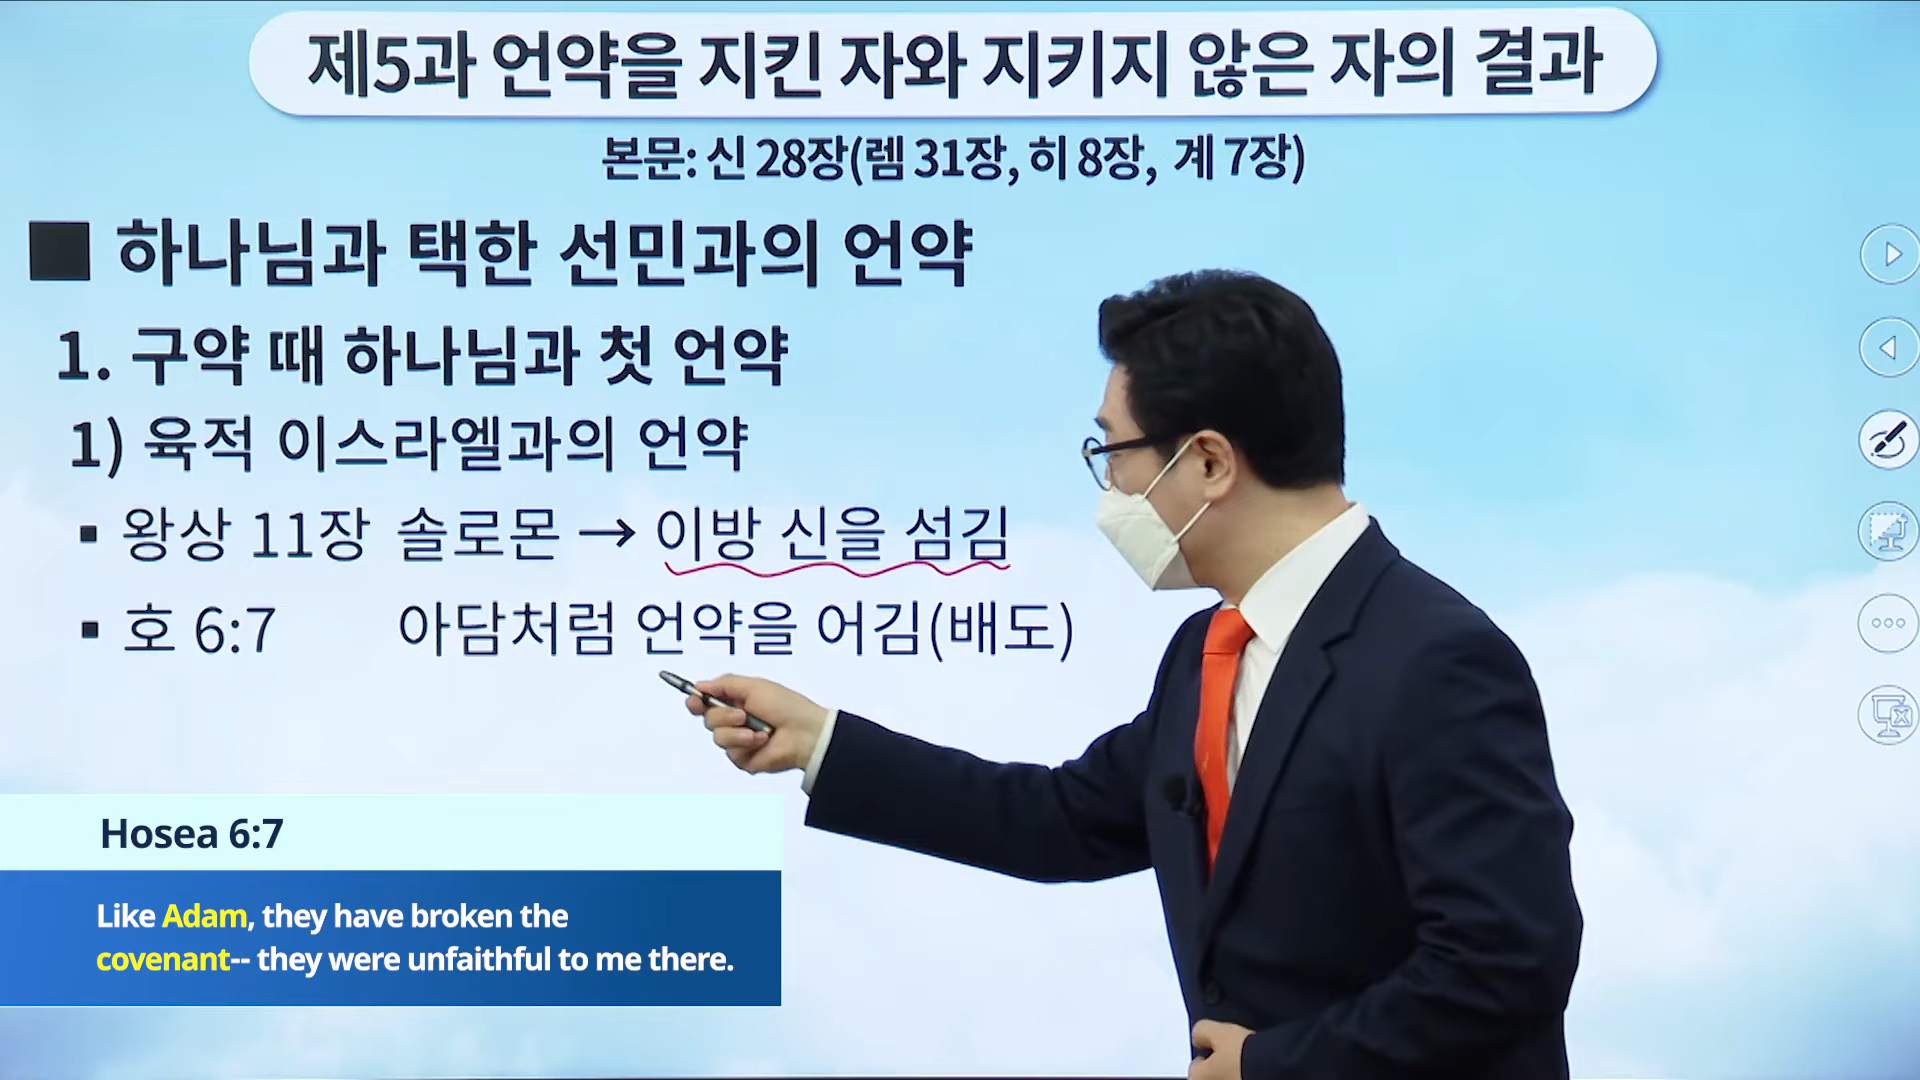 제5과 언약을 지킨 자와 지키지 않은 자의 결과
본문: 신 28장(렘 31장, 히 8장, 계 7장)
■ 하나님과 택한 선민과의 언약
1. 구약 때 하나님과 첫 언약
1) 육적 이스라엘과의 언약
▪ 왕상 11장 솔로몬 → 이방 신을 섬김
▪ 호 6:7 아담처럼 언약을 어김(배도)
Hosea 6:7
Like Adam, they have broken the
covenant-- they were unfaithful to me there.